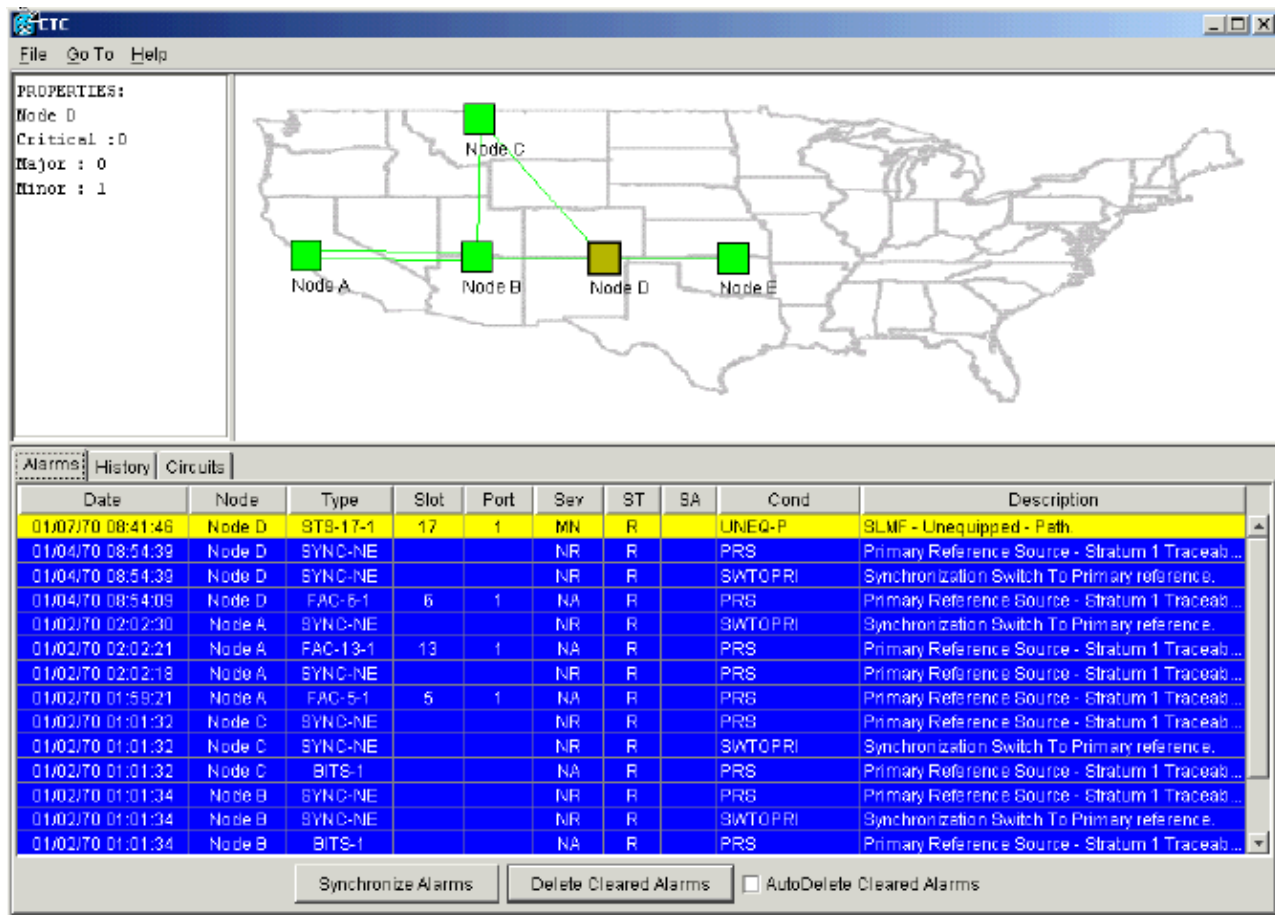 CTC
File Go To Help
PROPERTIES:
Node D
Critical :0
Major : 0
Minor : 1
Node C
Node A
Node B
Node D
Node E
Alarms History Circuits
Date Node Type Slot Port Sev ST SA Cond Description
01/07/70 08:41:46 Node D STS-17-1 17 1 MN R UNEQ-P SLMF - Unequipped - Path.
01/04/70 08:54:39 Node D SYNC-NE NR R PRS Primary Reference Source - Stratum 1 Traceab...
01/04/70 08:54:39 Node D SYNC-NE NR R SWTOPRI Synchronization Switch To Primary reference.
01/04/70 08:54:09 Node D FAC-6-1 6 1 NA R PRS Primary Reference Source - Stratum 1 Traceab...
01/02/70 02:02:30 Node A SYNC-NE NR R SWTOPRI Synchronization Switch To Primary reference.
01/02/70 02:02:21 Node A FAC-13-1 13 1 NA R PRS Primary Reference Source - Stratum 1 Traceab...
01/02/70 02:02:18 Node A SYNC-NE NR R PRS Primary Reference Source - Stratum 1 Traceab...
01/02/70 01:59:21 Node A FAC-5-1 5 1 NA R PRS Primary Reference Source - Stratum 1 Traceab...
01/02/70 01:01:32 Node C SYNC-NE NR R PRS Primary Reference Source - Stratum 1 Traceab...
01/02/70 01:01:32 Node C SYNC-NE NR R SWTOPRI Synchronization Switch To Primary reference.
01/02/70 01:01:32 Node C BITS-1 NA R PRS Primary Reference Source - Stratum 1 Traceab...
01/02/70 01:01:34 Node B SYNC-NE NR R PRS Primary Reference Source - Stratum 1 Traceab...
01/02/70 01:01:34 Node B SYNC-NE NR R SWTOPRI Synchronization Switch To Primary reference.
01/02/70 01:01:34 Node B BITS-1 NA R PRS Primary Reference Source - Stratum 1 Traceab...
Synchronize Alarms Delete Cleared Alarms AutoDelete Cleared Alarms